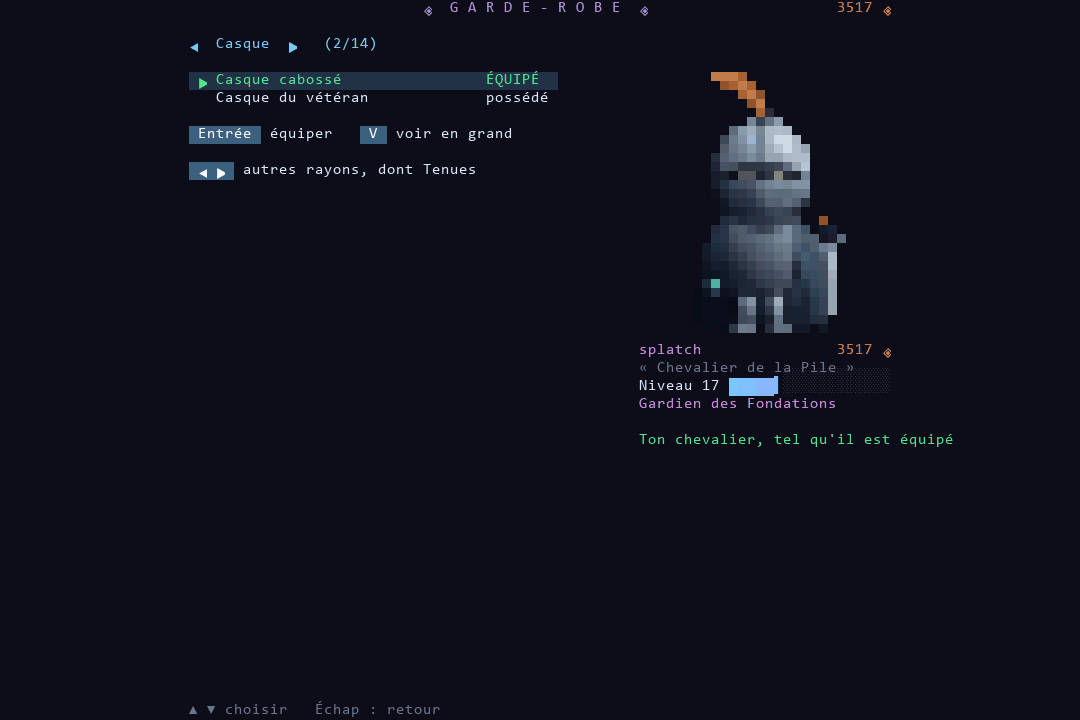 ◈ GARDE-ROBE ◈ 3517 ◈
◀ Casque ▶ (2/14)
▶ Casque cabossé ÉQUIPÉ
Casque du vétéran possédé
Entrée équiper V voir en grand
◀ ▶ autres rayons, dont Tenues
splatch 3517 ◈
« Chevalier de la Pile »
Niveau 17
Gardien des Fondations
Ton chevalier, tel qu'il est équipé
▲ ▼ choisir Échap : retour